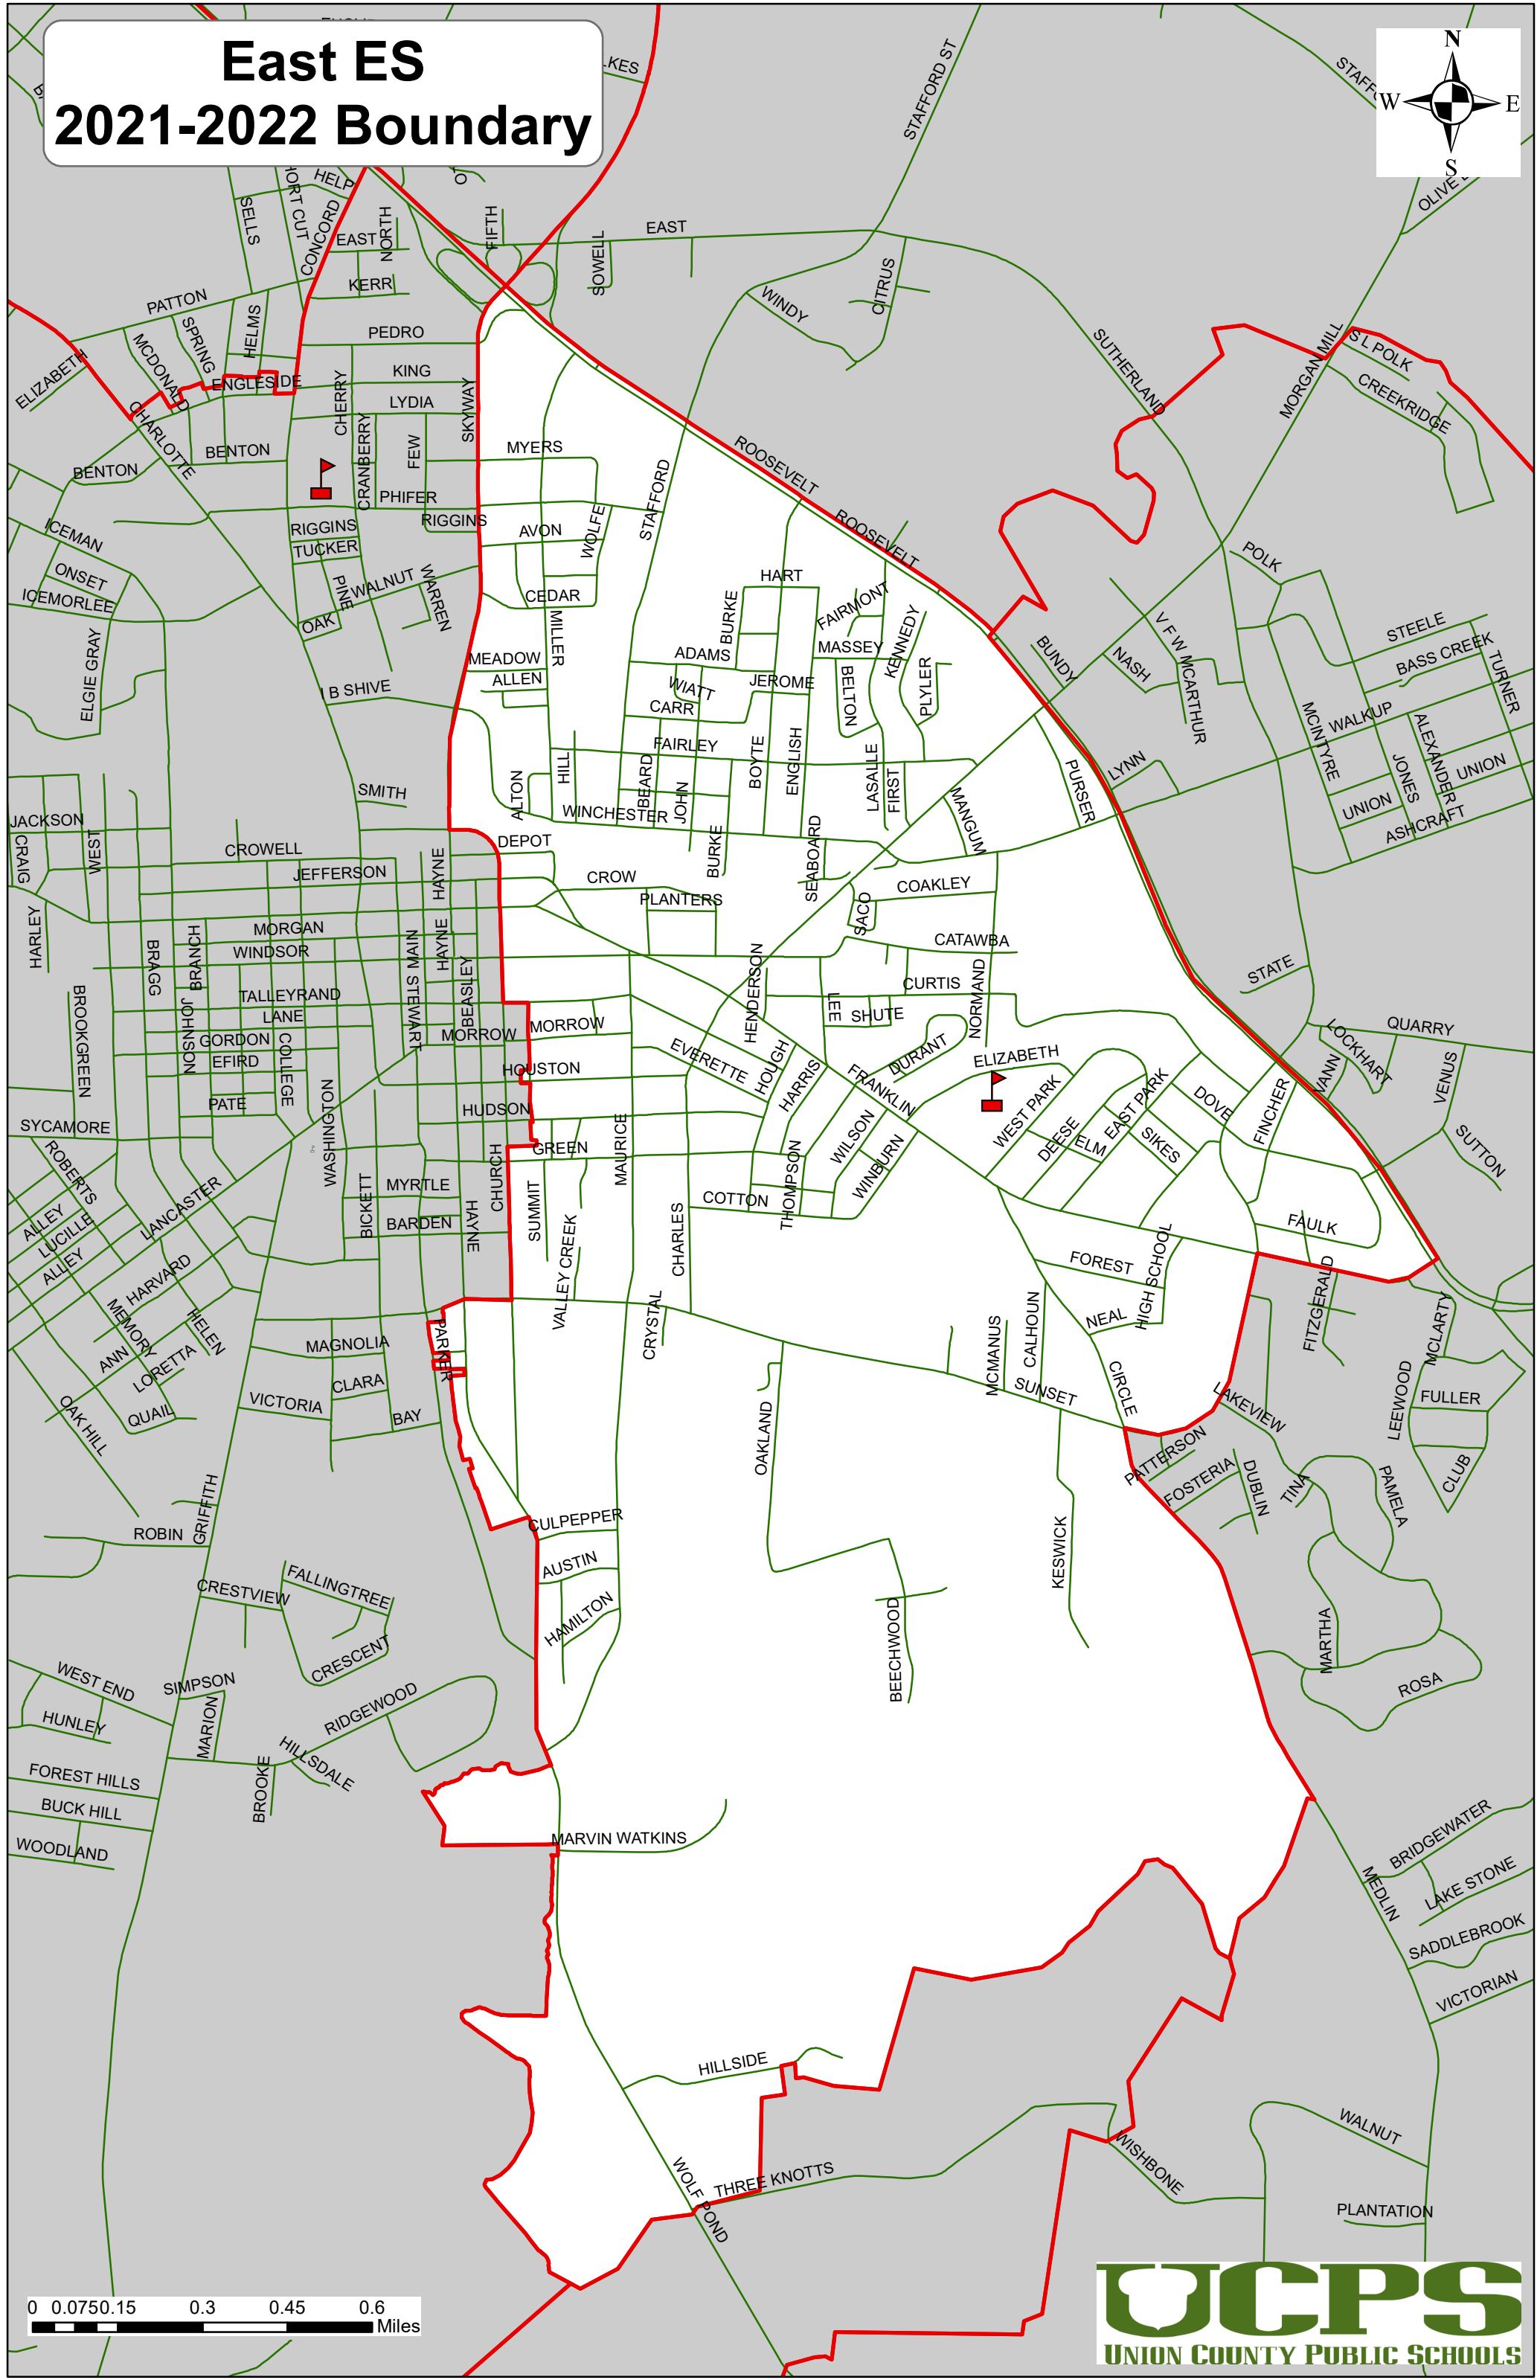 East ES
2021-2022 Boundary
N
W
E
S
STAFFORD ST
HELP
SELLS
CONCORD
EAST
NORTH
FIFTH
SOWELL
EAST
CITRUS
WINDY
KERR
PATTON
SPRING
HELMS
MCDONALD
PEDRO
ELIZABETH
ENGLESIDE
KING
LYDIA
CHERRY
SKYWAY
SUTHERLAND
MORGAN MILL
S L POLK
CREEKRIDGE
CHARLOTTE
BENTON
BENTON
CRANBERRY
FEW
PHIFER
MYERS
STAFFORD
ROOSEVELT
ROOSEVELT
RIGGINS
RIGGINS
TUCKER
AVON
WOLFE
ICEMAN
ONSET
ICEMORLEE
PINE
WALNUT
WARREN
OAK
CEDAR
MILLER
HART
BURKE
FAIRMONT
KENNEDY
POLK
V F W MCARTHUR
STEELE
BASS CREEK
TURNER
ELGIE GRAY
I B SHIVE
MEADOW
ALLEN
ADAMS
WIATT
JEROME
MASSEY
BELTON
PLYLER
BUNDY
NASH
CARR
FAIRLEY
BOYTE
ENGLISH
LASALLE
FIRST
MANGUM
PURSER
LYNN
MCINTYRE
WALKUP
ALEXANDER
JONES
UNION
UNION
ASHCRAFT
SMITH
ALTON
HILL
BEARD
JOHN
WINCHESTER
BURKE
SEABOARD
JACKSON
CRAIG
WEST
CROWELL
JEFFERSON
HAYNE
DEPOT
CROW
PLANTERS
COAKLEY
SACO
HARLEY
BRAGG
BRANCH
MORGAN
WINDSOR
MAIN
STEWART
HAYNE
BEASLEY
HENDERSON
CATAWBA
NORMAND
STATE
TALLEYRAND
LANE
CURTIS
LEE
SHUTE
BROOKGREEN
JOHNSON
GORDON
EFIRD
COLLEGE
MORROW
MORROW
HOUSTON
EVERETTE
HOUGH
HARRIS
FRANKLIN
DURANT
ELIZABETH
QUARRY
LOCKHART
VANN
VENUS
SUTTON
PATE
WASHINGTON
HUDSON
SYCAMORE
GREEN
MAURICE
WILSON
WINBURN
WEST PARK
DEESE
ELM
EAST PARK
SIKES
DOVE
FINCHER
ROBERTS
ALLEY
LUCILLE
ALLEY
LANCASTER
BICKETT
MYRTLE
BARDEN
HAYNE
CHURCH
SUMMIT
VALLEY CREEK
CHARLES
COTTON
THOMPSON
FAULK
FOREST
HIGH SCHOOL
FITZGERALD
MCLARTY
HARVARD
MEMORY
HELEN
ANN
LORETTA
QUAIL
OAK HILL
MAGNOLIA
CLARA
VICTORIA
BAY
PARKER
CRYSTAL
OAKLAND
MCMANUS
CALHOUN
NEAL
SUNSET
CIRCLE
LAKEVIEW
LEEWOOD
FULLER
CLUB
PATTERSON
FOSTERIA
DUBLIN
TINA
PAMELA
GRIFFITH
ROBIN
CULPEPPER
AUSTIN
HAMILTON
KESWICK
BEECHWOOD
CRESTVIEW
FALLINGTREE
CRESCENT
MARTHA
ROSA
WEST END
HUNLEY
SIMPSON
MARION
RIDGEWOOD
HILLSDALE
BROOKE
FOREST HILLS
BUCK HILL
WOODLAND
MARVIN WATKINS
BRIDGEWATER
MEDLIN
LAKE STONE
SADDLEBROOK
VICTORIAN
HILLSIDE
WOLF POND
THREE KNOTTS
WISHBONE
WALNUT
PLANTATION
0 0.075 0.15 0.3 0.45 0.6
Miles
UCPS
UNION COUNTY PUBLIC SCHOOLS